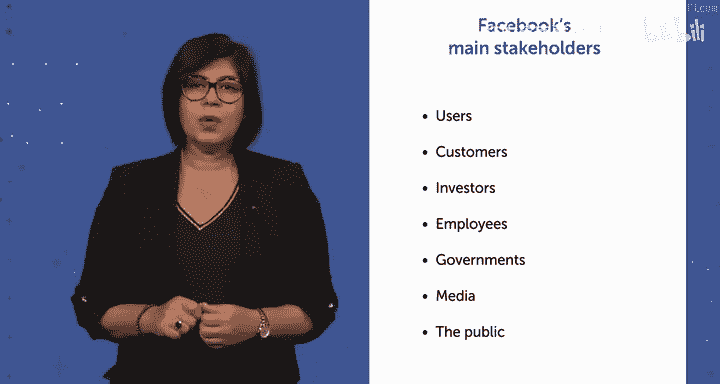 Facebook's
main stakeholders
• Users
• Customers
• Investors
• Employees
• Governments
• Media
• The public